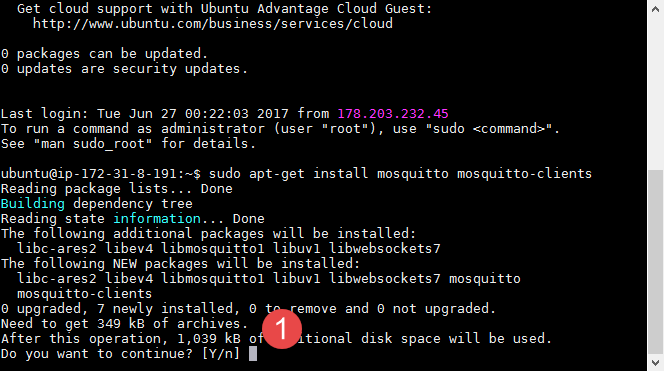 Get cloud support with Ubuntu Advantage Cloud Guest:
http://www.ubuntu.com/business/services/cloud
0 packages can be updated.
0 updates are security updates.
Last login: Tue Jun 27 00:22:03 2017 from 178.203.232.45
To run a command as administrator (user "root"), use "sudo <command>".
See "man sudo_root" for details.
ubuntu@ip-172-31-8-191:~$ sudo apt-get install mosquitto mosquitto-clients
Reading package lists... Done
Building dependency tree
Reading state information... Done
The following additional packages will be installed:
libc-ares2 libev4 libmosquitto1 libuv1 libwebsockets7
The following NEW packages will be installed:
libc-ares2 libev4 libmosquitto1 libuv1 libwebsockets7 mosquitto
mosquitto-clients
0 upgraded, 7 newly installed, 0 to remove and 0 not upgraded.
Need to get 349 kB of archives.
1
After this operation, 1,039 kB of disk space will be used.
Do you want to continue? [Y/n]